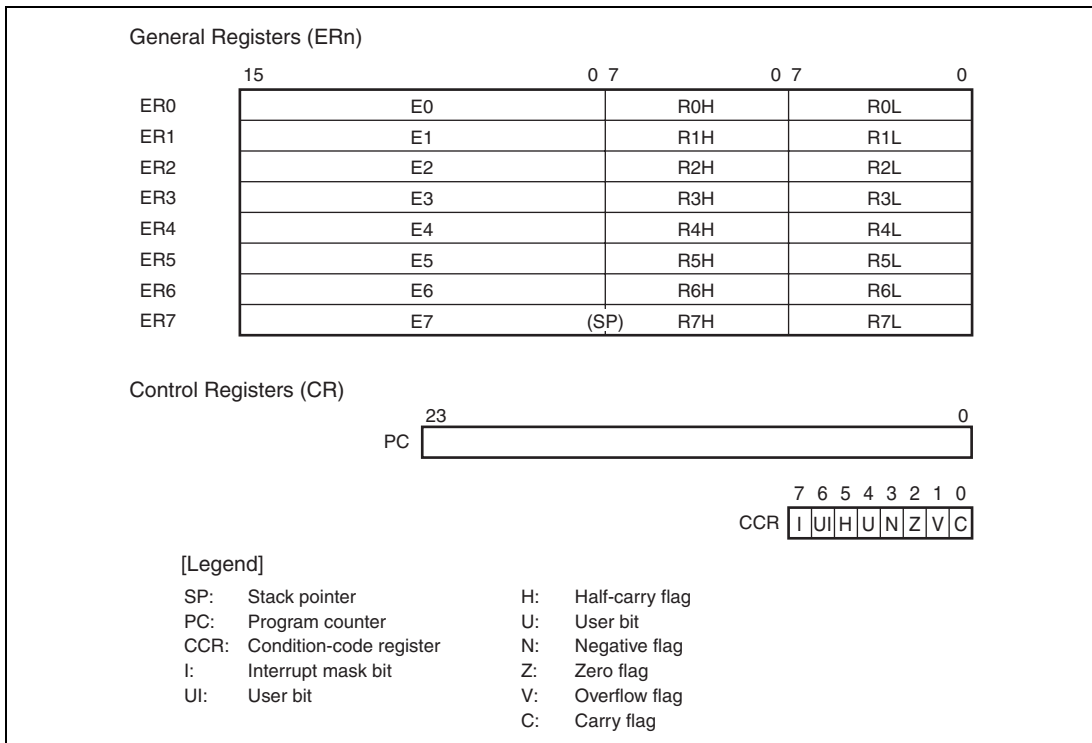 General Registers (ERn)
15 0 7 0 7 0
ER0 E0 R0H R0L
ER1 E1 R1H R1L
ER2 E2 R2H R2L
ER3 E3 R3H R3L
ER4 E4 R4H R4L
ER5 E5 R5H R5L
ER6 E6 R6H R6L
ER7 E7 (SP) R7H R7L
Control Registers (CR)
23 0
PC
7 6 5 4 3 2 1 0
CCR I UI H U N Z V C
[Legend]
SP: Stack pointer
PC: Program counter
CCR: Condition-code register
I: Interrupt mask bit
UI: User bit
H: Half-carry flag
U: User bit
N: Negative flag
Z: Zero flag
V: Overflow flag
C: Carry flag